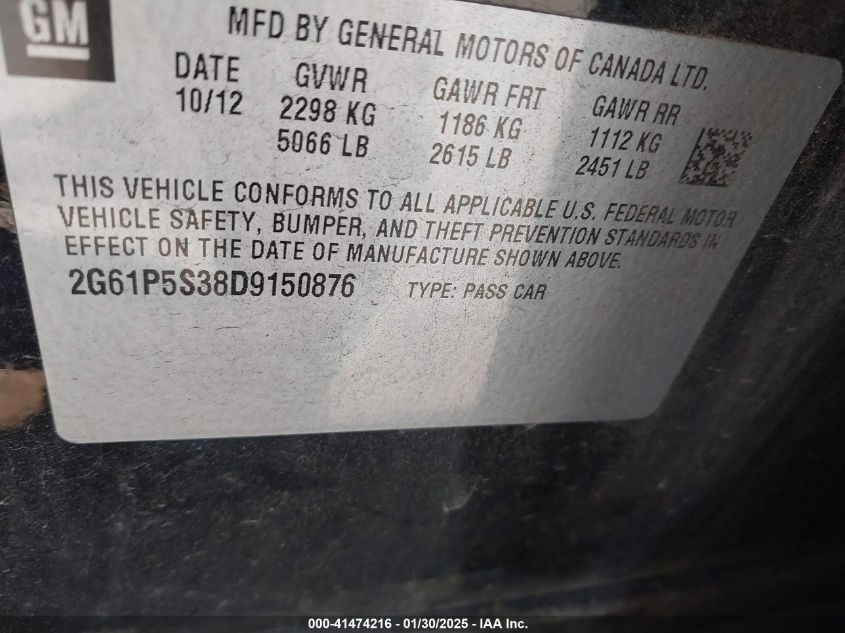 GM
MFD BY GENERAL MOTORS OF CANADA LTD.
DATE GVWR GAWR FRT GAWR RR
10/12 2298 KG 1186 KG 1112 KG
5066 LB 2615 LB 2451 LB
THIS VEHICLE CONFORMS TO ALL APPLICABLE U.S. FEDERAL MOTOR
VEHICLE SAFETY, BUMPER, AND THEFT PREVENTION STANDARDS IN
EFFECT ON THE DATE OF MANUFACTURE SHOWN ABOVE.
2G61P5S38D9150876 TYPE: PASS CAR
000-41474216 - 01/30/2025 - IAA Inc.